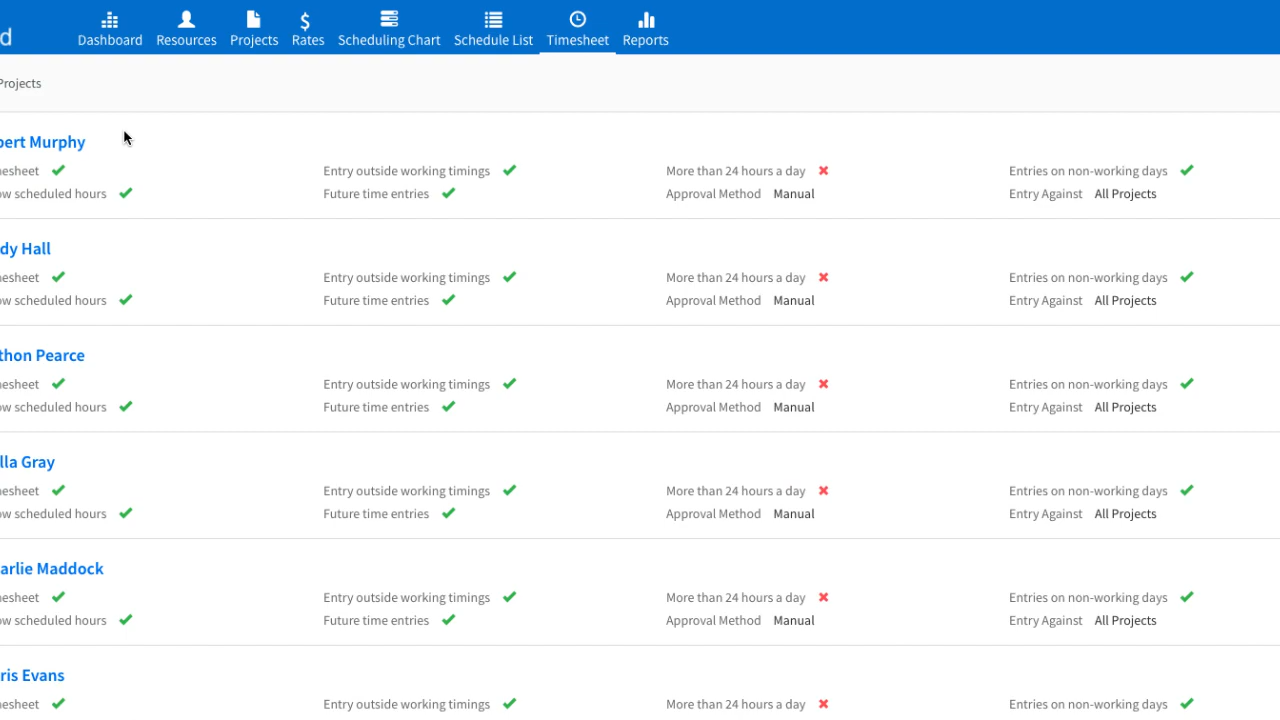 d
Dashboard Resources Projects Rates Scheduling Chart Schedule List Timesheet Reports
Projects
bert Murphy
mesheet Entry outside working timings More than 24 hours a day Entries on non-working days
ow scheduled hours Future time entries Approval Method Manual Entry Against All Projects
dy Hall
mesheet Entry outside working timings More than 24 hours a day Entries on non-working days
ow scheduled hours Future time entries Approval Method Manual Entry Against All Projects
thon Pearce
mesheet Entry outside working timings More than 24 hours a day Entries on non-working days
ow scheduled hours Future time entries Approval Method Manual Entry Against All Projects
lla Gray
mesheet Entry outside working timings More than 24 hours a day Entries on non-working days
ow scheduled hours Future time entries Approval Method Manual Entry Against All Projects
arlie Maddock
mesheet Entry outside working timings More than 24 hours a day Entries on non-working days
ow scheduled hours Future time entries Approval Method Manual Entry Against All Projects
ris Evans
mesheet Entry outside working timings More than 24 hours a day Entries on non-working days